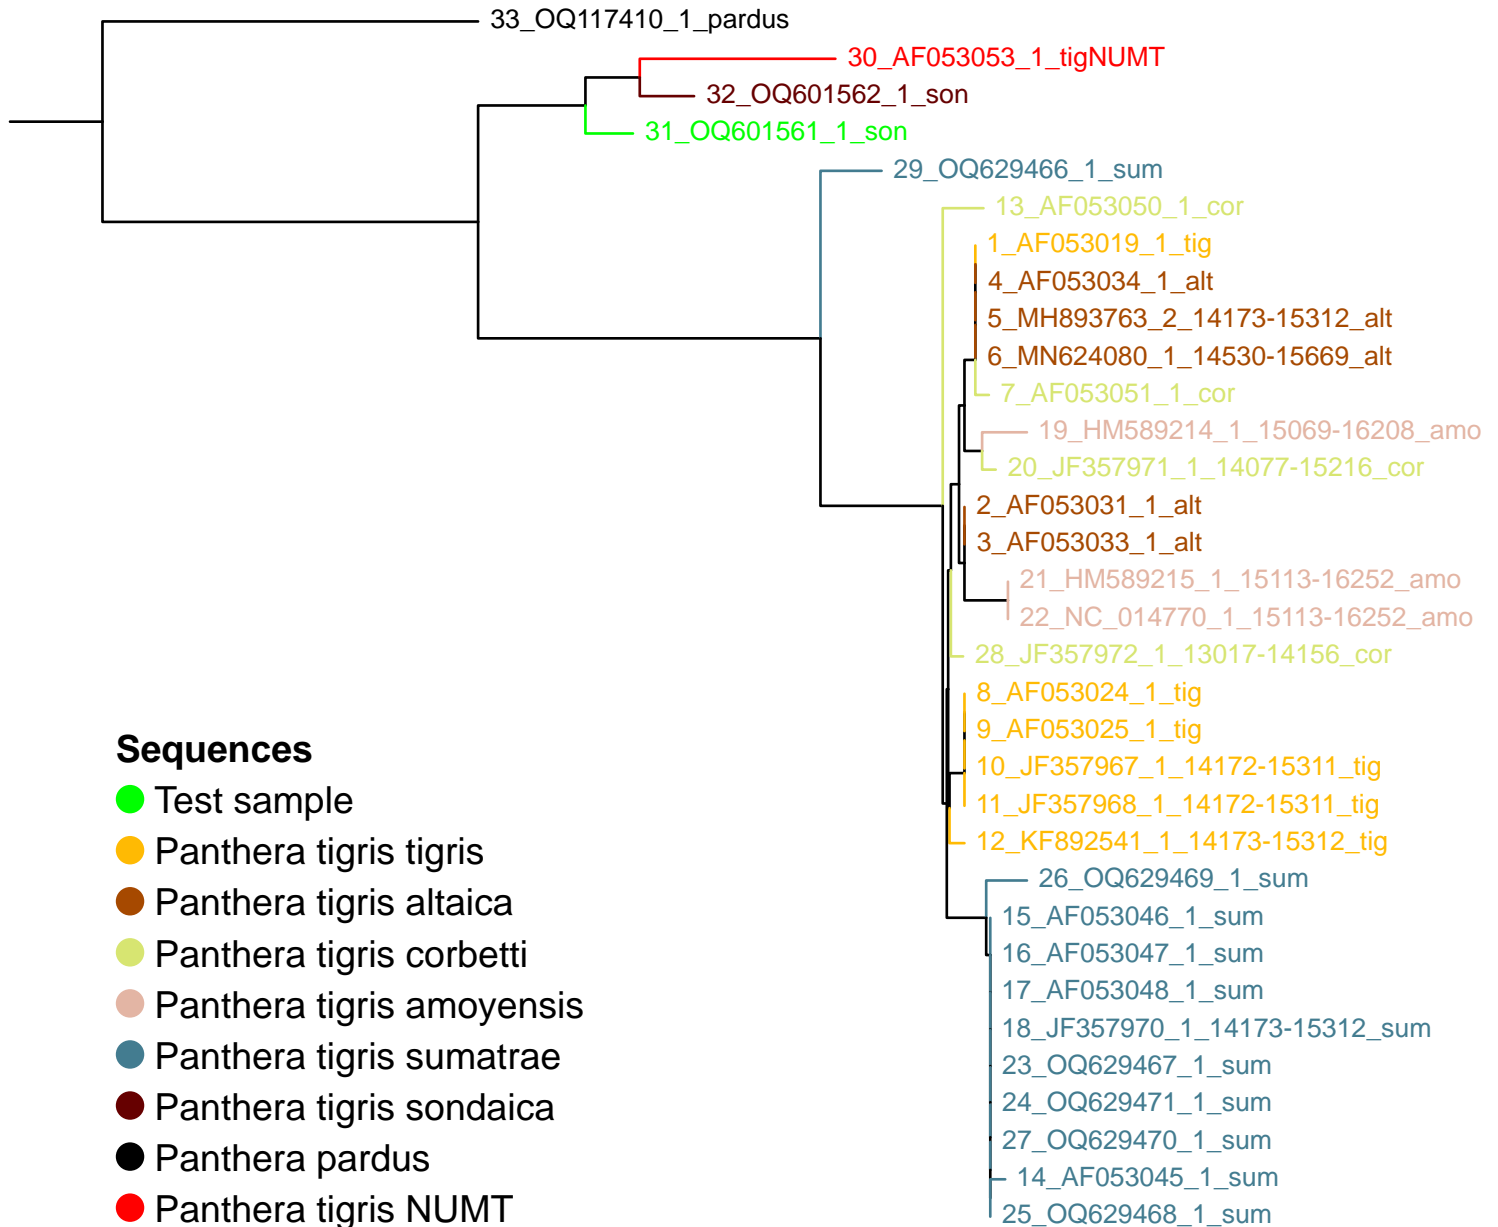 33_OQ117410_1_pardus
30_AF053053_1_tigNUMT
32_OQ601562_1_son
31_OQ601561_1_son
29_OQ629466_1_sum
13_AF053050_1_cor
1_AF053019_1_tig
4_AF053034_1_alt
5_MH893763_2_14173-15312_alt
6_MN624080_1_14530-15669_alt
7_AF053051_1_cor
19_HM589214_1_15069-16208_amo
20_JF357971_1_14077-15216_cor
2_AF053031_1_alt
3_AF053033_1_alt
21_HM589215_1_15113-16252_amo
22_NC_014770_1_15113-16252_amo
28_JF357972_1_13017-14156_cor
8_AF053024_1_tig
9_AF053025_1_tig
10_JF357967_1_14172-15311_tig
11_JF357968_1_14172-15311_tig
12_KF892541_1_14173-15312_tig
26_OQ629469_1_sum
15_AF053046_1_sum
16_AF053047_1_sum
17_AF053048_1_sum
18_JF357970_1_14173-15312_sum
23_OQ629467_1_sum
24_OQ629471_1_sum
27_OQ629470_1_sum
14_AF053045_1_sum
25_OQ629468_1_sum
Sequences
Test sample
Panthera tigris tigris
Panthera tigris altaica
Panthera tigris corbetti
Panthera tigris amoyensis
Panthera tigris sumatrae
Panthera tigris sondaica
Panthera pardus
Panthera tigris NUMT